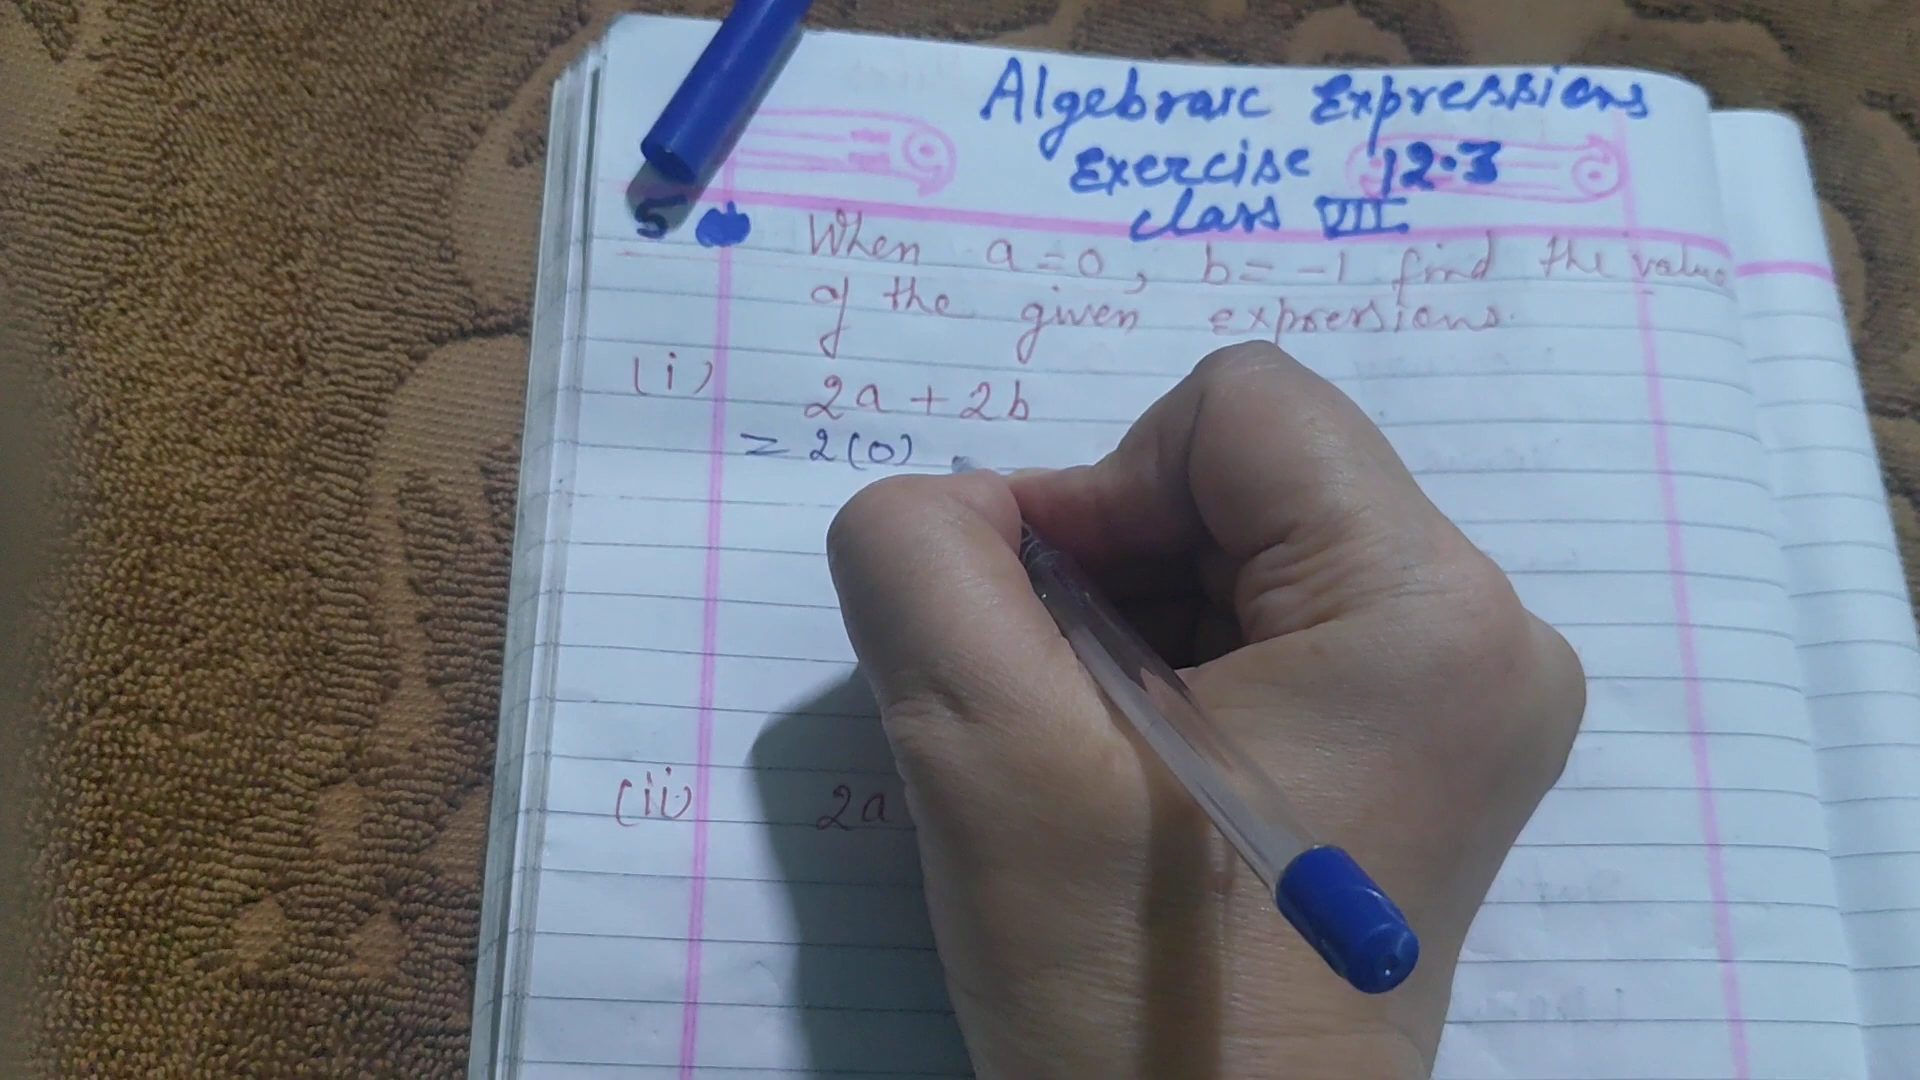 Algebraic Expressions
Exercise 12.3
class VII
5 When a=0, b=-1 find the value
of the given expressions.
(i) 2a+2b
= 2(0)
(ii) 2a